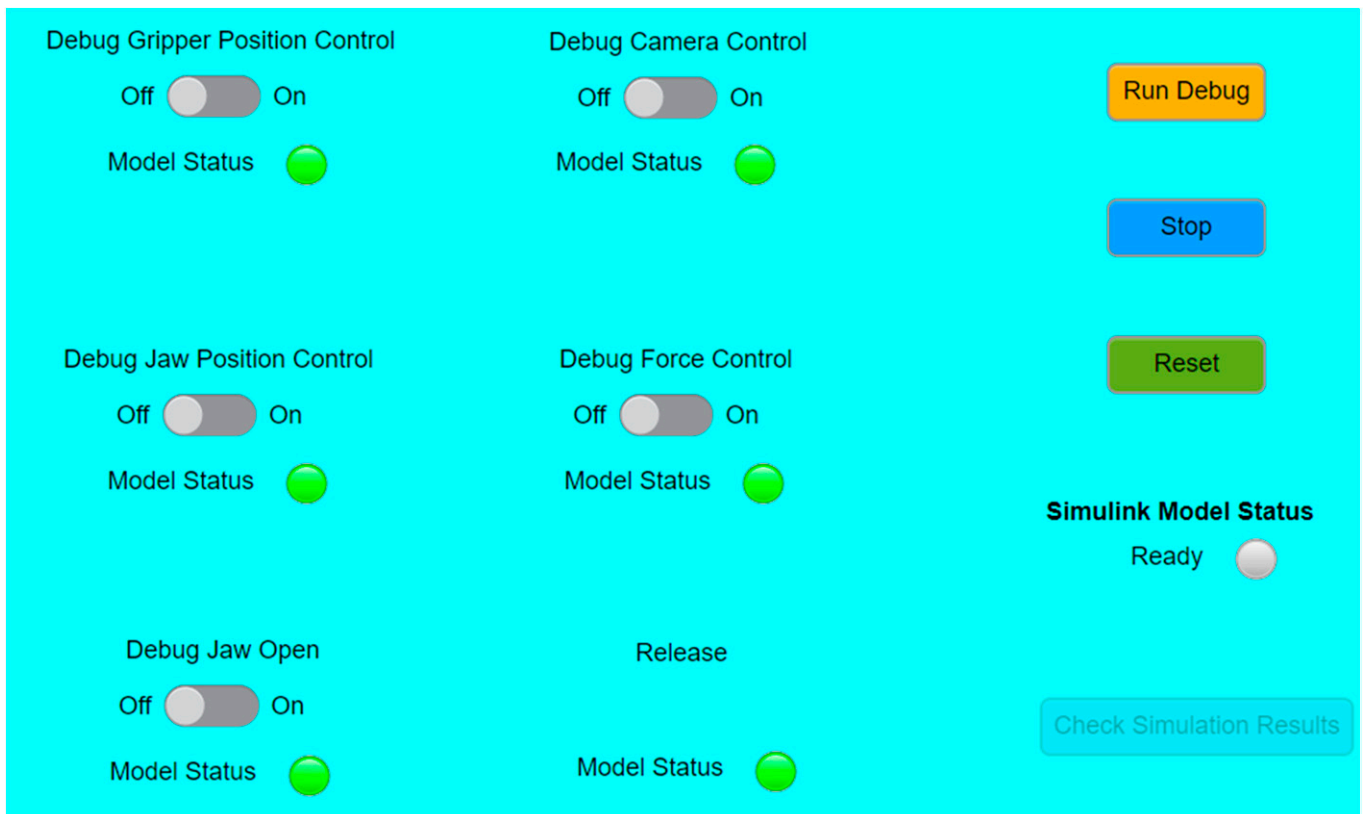 Debug Gripper Position Control
Off On
Model Status
Debug Camera Control
Off On
Model Status
Run Debug
Stop
Debug Jaw Position Control
Off On
Model Status
Debug Force Control
Off On
Model Status
Reset
Simulink Model Status
Ready
Debug Jaw Open
Off On
Model Status
Release
Model Status
Check Simulation Results